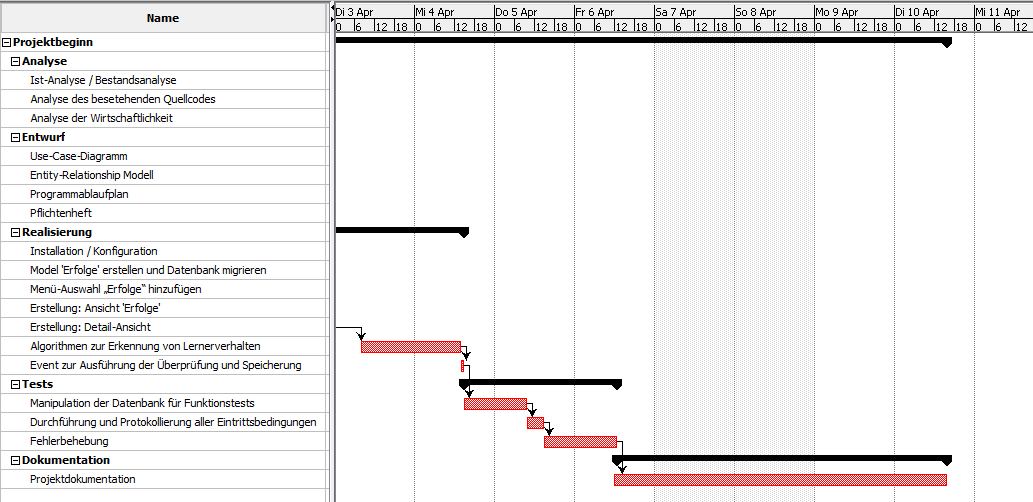 Name
Di 3 Apr Mi 4 Apr Do 5 Apr Fr 6 Apr Sa 7 Apr So 8 Apr Mo 9 Apr Di 10 Apr Mi 11 Apr
0 6 12 18 0 6 12 18 0 6 12 18 0 6 12 18 0 6 12 18 0 6 12 18 0 6 12 18 0 6 12 18 0 6 12
Projektbeginn
Analyse
Ist-Analyse / Bestandsanalyse
Analyse des besetehenden Quellcodes
Analyse der Wirtschaftlichkeit
Entwurf
Use-Case-Diagramm
Entity-Relationship Modell
Programmablaufplan
Pflichtenheft
Realisierung
Installation / Konfiguration
Model 'Erfolge' erstellen und Datenbank migrieren
Menü-Auswahl „Erfolge“ hinzufügen
Erstellung: Ansicht 'Erfolge'
Erstellung: Detail-Ansicht
Algorithmen zur Erkennung von Lernerverhalten
Event zur Ausführung der Überprüfung und Speicherung
Tests
Manipulation der Datenbank für Funktionstests
Durchführung und Protokollierung aller Eintrittsbedingungen
Fehlerbehebung
Dokumentation
Projektdokumentation